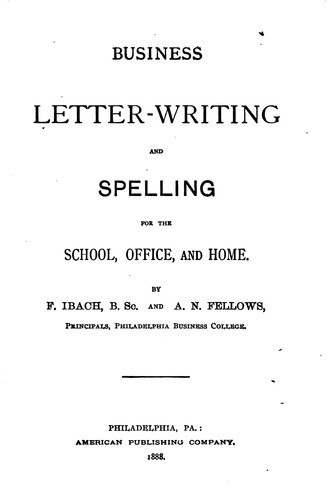 BUSINESS
LETTER-WRITING
AND
SPELLING
FOR THE
SCHOOL, OFFICE, AND HOME.
BY
F. IBACH, B. Sc. AND A. N. FELLOWS,
PRINCIPALS, PHILADELPHIA BUSINESS COLLEGE.
PHILADELPHIA, PA.:
AMERICAN PUBLISHING COMPANY.
1888.